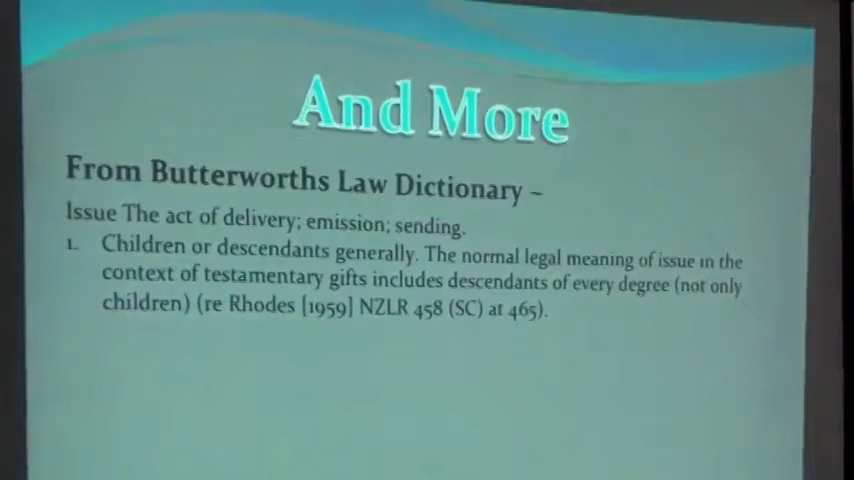 And More
From Butterworths Law Dictionary –
Issue The act of delivery; emission; sending.
1. Children or descendants generally. The normal legal meaning of issue in the
context of testamentary gifts includes descendants of every degree (not only
children) (re Rhodes [1959] NZLR 458 (SC) at 465).